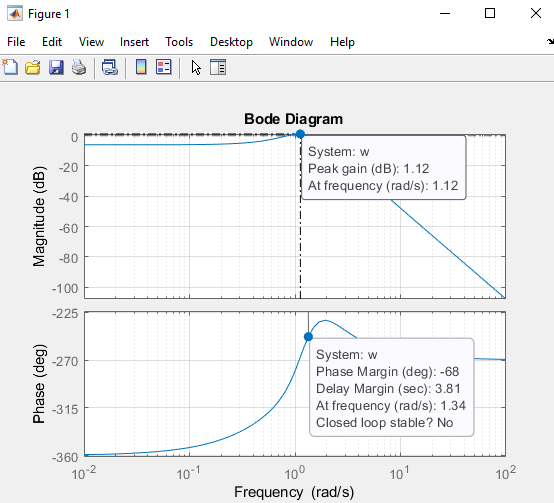 Figure 1
File Edit View Insert Tools Desktop Window Help
Bode Diagram
0
-20
-40
-60
-80
-100
Magnitude (dB)
System: w
Peak gain (dB): 1.12
At frequency (rad/s): 1.12
-225
-270
-315
-360
Phase (deg)
System: w
Phase Margin (deg): -68
Delay Margin (sec): 3.81
At frequency (rad/s): 1.34
Closed loop stable? No
10⁻² 10⁻¹ 10⁰ 10¹ 10²
Frequency (rad/s)